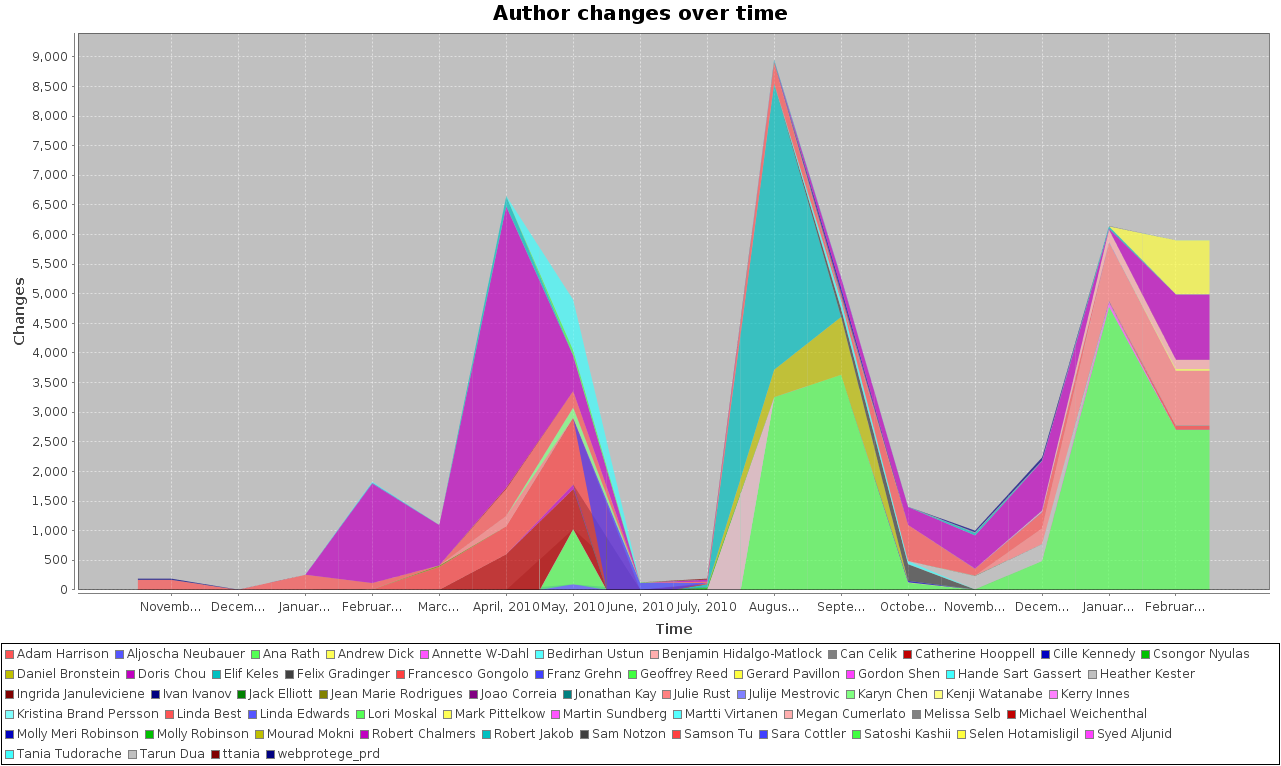 Author changes over time
9,000
8,500
8,000
7,500
7,000
6,500
6,000
5,500
5,000
4,500
4,000
3,500
3,000
2,500
2,000
1,500
1,000
500
0
Changes
Novemb... Decem... Januar... Februar... Marc... April, 2010 May, 2010 June, 2010 July, 2010 Augus... Septe... Octobe... Novemb... Decem... Januar... Februar...
Time
Adam Harrison Aljoscha Neubauer Ana Rath Andrew Dick Annette W-Dahl Bedirhan Ustun Benjamin Hidalgo-Matlock Can Celik Catherine Hooppell Cille Kennedy Csongor Nyulas
Daniel Bronstein Doris Chou Elif Keles Felix Gradinger Francesco Gongolo Franz Grehn Geoffrey Reed Gerard Pavillon Gordon Shen Hande Sart Gassert Heather Kester
Ingrida Januleviciene Ivan Ivanov Jack Elliott Jean Marie Rodrigues Joao Correia Jonathan Kay Julie Rust Julije Mestrovic Karyn Chen Kenji Watanabe Kerry Innes
Kristina Brand Persson Linda Best Linda Edwards Lori Moskal Mark Pittelkow Martin Sundberg Martti Virtanen Megan Cumerlato Melissa Selb Michael Weichenthal
Molly Meri Robinson Molly Robinson Mourad Mokni Robert Chalmers Robert Jakob Sam Notzon Samson Tu Sara Cottler Satoshi Kashii Selen Hotamisligil Syed Aljunid
Tania Tudorache Tarun Dua ttania webprotege_prd